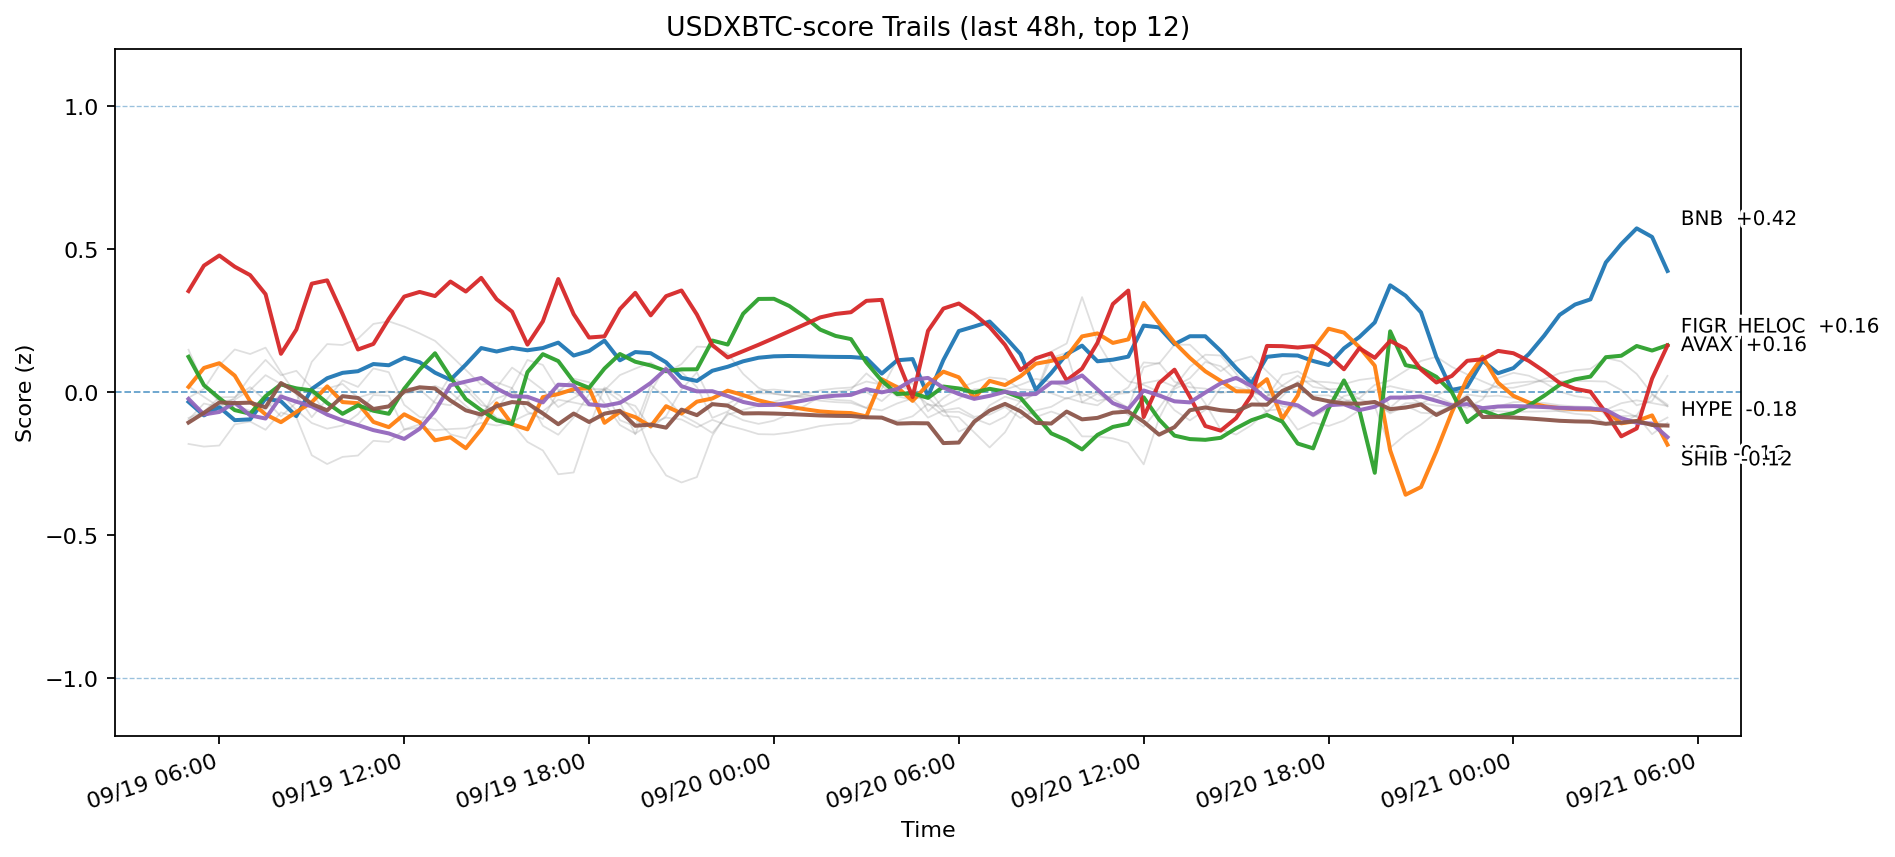 USDXBTC-score Trails (last 48h, top 12)
Score (z)
1.0
0.5
0.0
−0.5
−1.0
BNB +0.42
FIGR_HELOC +0.16
AVAX +0.16
HYPE -0.18
SHIB -0.12
09/19 06:00
09/19 12:00
09/19 18:00
09/20 00:00
09/20 06:00
09/20 12:00
09/20 18:00
09/21 00:00
09/21 06:00
Time